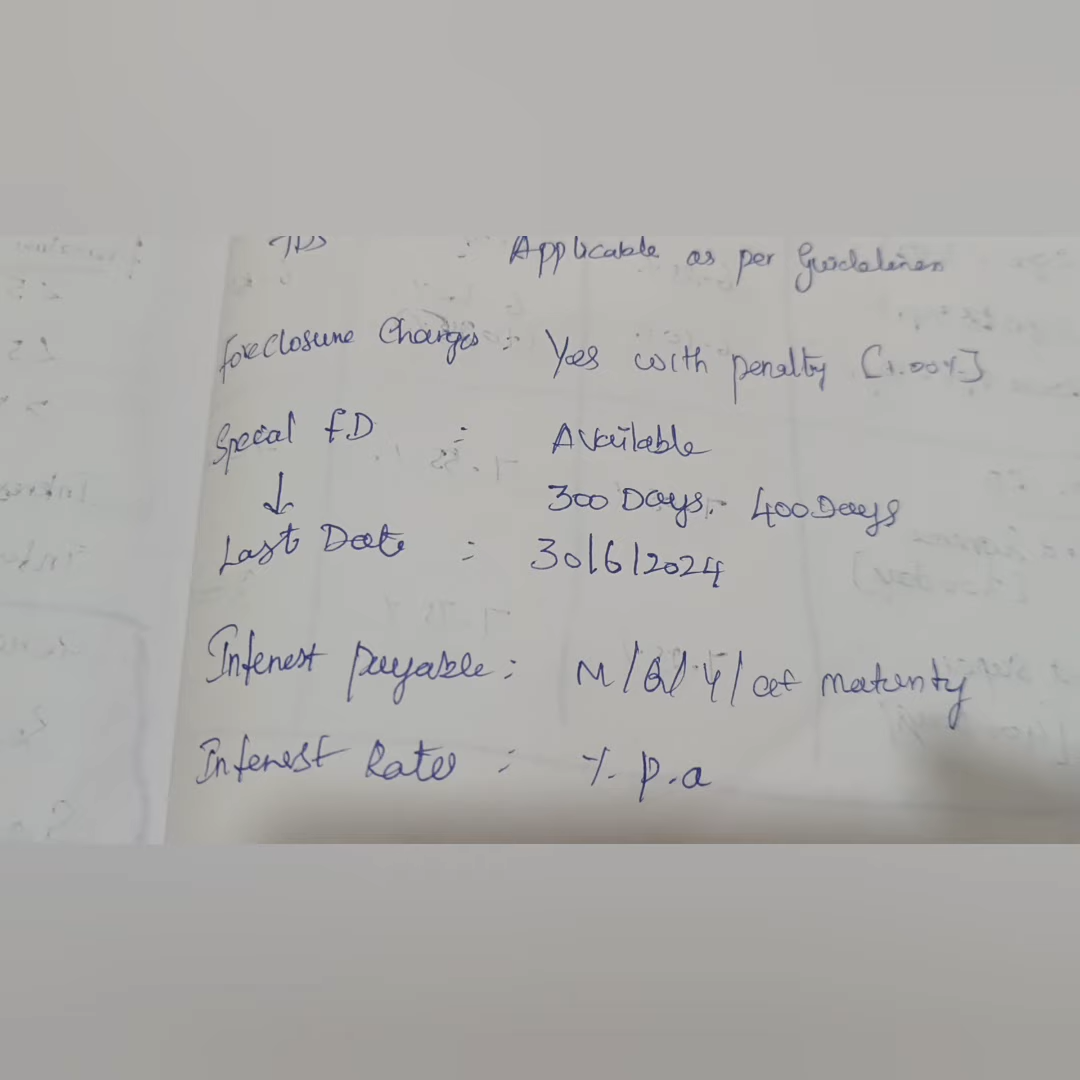 TDS : Applicable as per Guidelines
Foreclosure Charges : Yes with penalty [1.00%]
Special FD : Available
↓ 300 Days - 400 Days
Last Date : 30/6/2024
Interest payable : M/Q/Y/at maturity
Interest Rates : % p.a